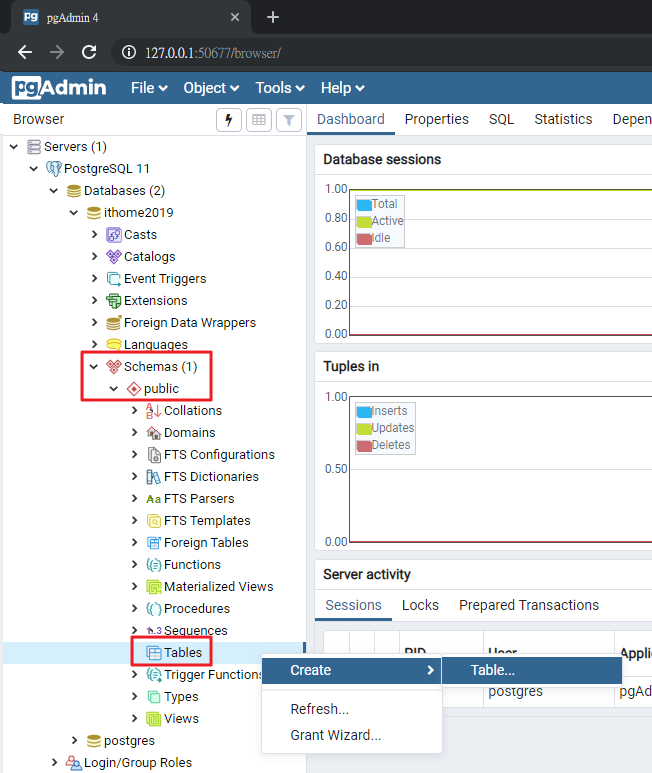 pgAdmin 4
127.0.0.1:50677/browser/
pgAdmin File Object Tools Help
Browser
Dashboard Properties SQL Statistics Depen
Servers (1)
PostgreSQL 11
Databases (2)
ithome2019
Casts
Catalogs
Event Triggers
Extensions
Foreign Data Wrappers
Languages
Schemas (1)
public
Collations
Domains
FTS Configurations
FTS Dictionaries
Aa FTS Parsers
FTS Templates
Foreign Tables
Functions
Materialized Views
Procedures
1..3 Sequences
Tables
Trigger Functions
Types
Views
postgres
Login/Group Roles
Database sessions
1.00
0.80
0.60
0.40
0.20
0.00
Total
Active
Idle
Tuples in
1.00
0.50
0.00
Inserts
Updates
Deletes
Server activity
Sessions Locks Prepared Transactions
PID User Applic
postgres pgAd
Create
Table...
Refresh...
Grant Wizard...